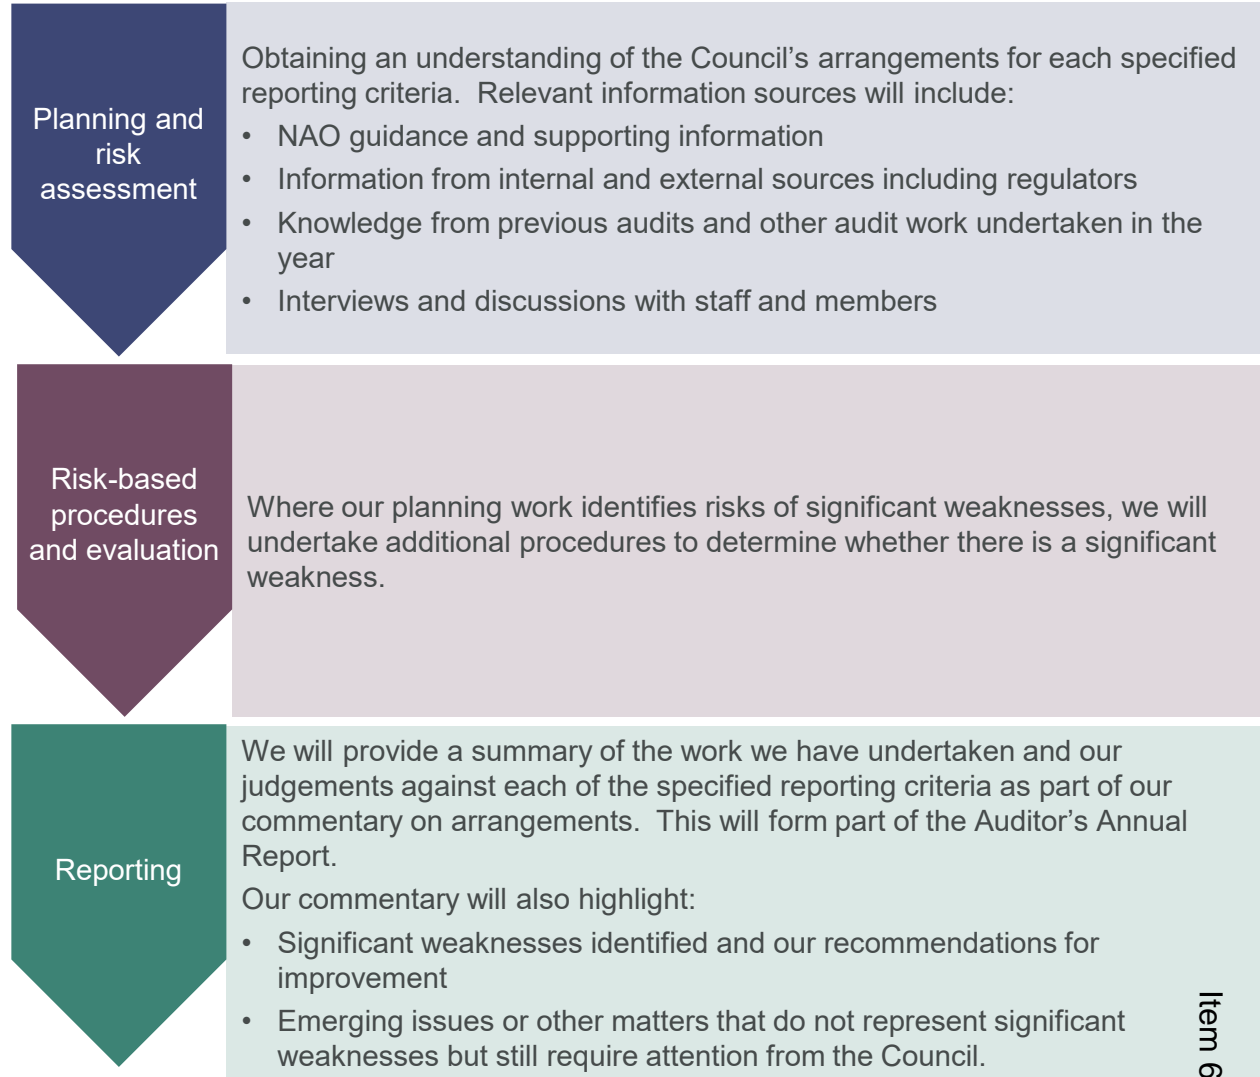 Planning and
risk
assessment
Obtaining an understanding of the Council's arrangements for each specified
reporting criteria.  Relevant information sources will include:
• NAO guidance and supporting information
• Information from internal and external sources including regulators
• Knowledge from previous audits and other audit work undertaken in the
year
• Interviews and discussions with staff and members
Risk-based
procedures
and evaluation
Where our planning work identifies risks of significant weaknesses, we will
undertake additional procedures to determine whether there is a significant
weakness.
Reporting
We will provide a summary of the work we have undertaken and our
judgements against each of the specified reporting criteria as part of our
commentary on arrangements.  This will form part of the Auditor's Annual
Report.
Our commentary will also highlight:
• Significant weaknesses identified and our recommendations for
improvement
• Emerging issues or other matters that do not represent significant
weaknesses but still require attention from the Council.
Item 6